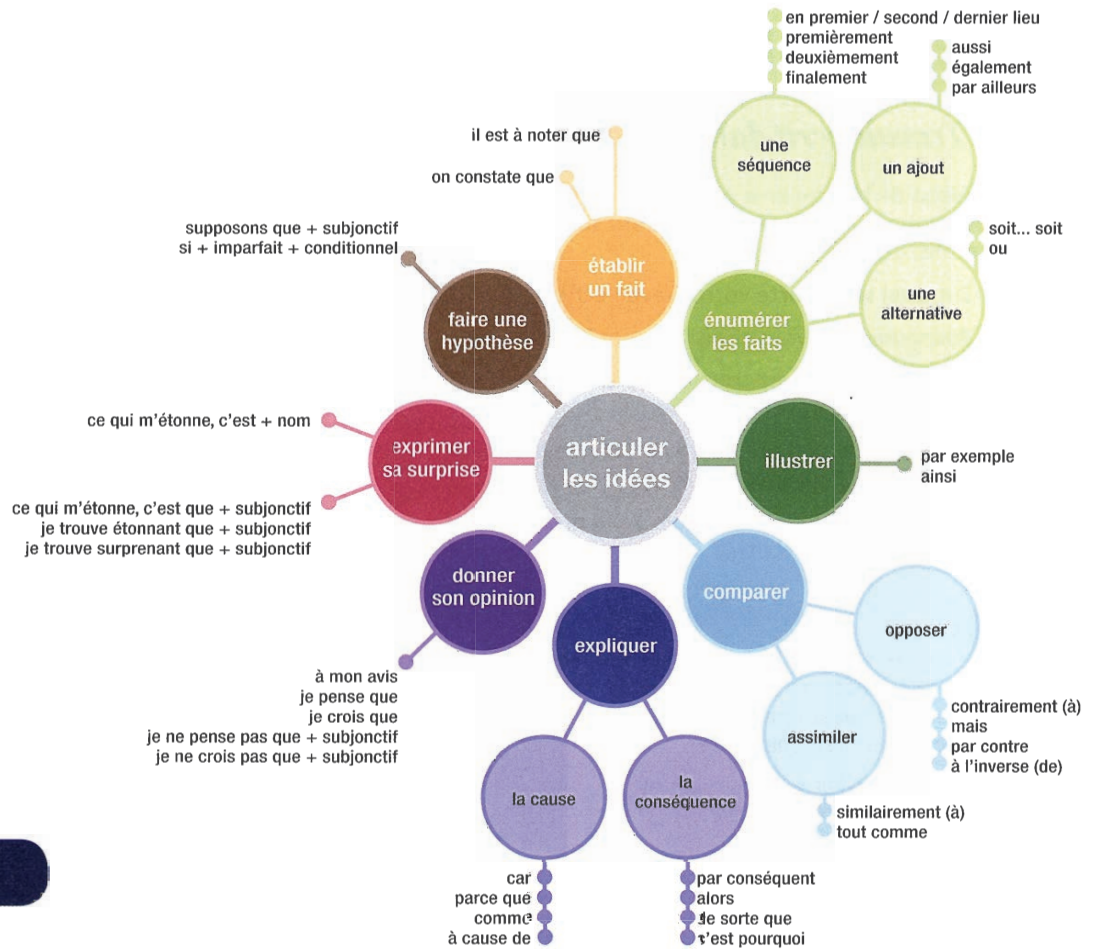 en premier / second / dernier lieu
premièrement
deuxièmement
finalement
aussi
également
par ailleurs
une
séquence
un ajout
il est à noter que
on constate que
établir
un fait
énumérer
les faits
soit... soit
ou
une
alternative
supposons que + subjonctif
si + imparfait + conditionnel
faire une
hypothèse
articuler
les idées
illustrer
par exemple
ainsi
ce qui m'étonne, c'est + nom
exprimer
sa surprise
ce qui m'étonne, c'est que + subjonctif
je trouve étonnant que + subjonctif
je trouve surprenant que + subjonctif
donner
son opinion
à mon avis
je pense que
je crois que
je ne pense pas que + subjonctif
je ne crois pas que + subjonctif
expliquer
la cause
car
parce que
comme
à cause de
la
conséquence
par conséquent
alors
de sorte que
c'est pourquoi
comparer
opposer
contrairement (à)
mais
par contre
à l'inverse (de)
assimiler
similairement (à)
tout comme